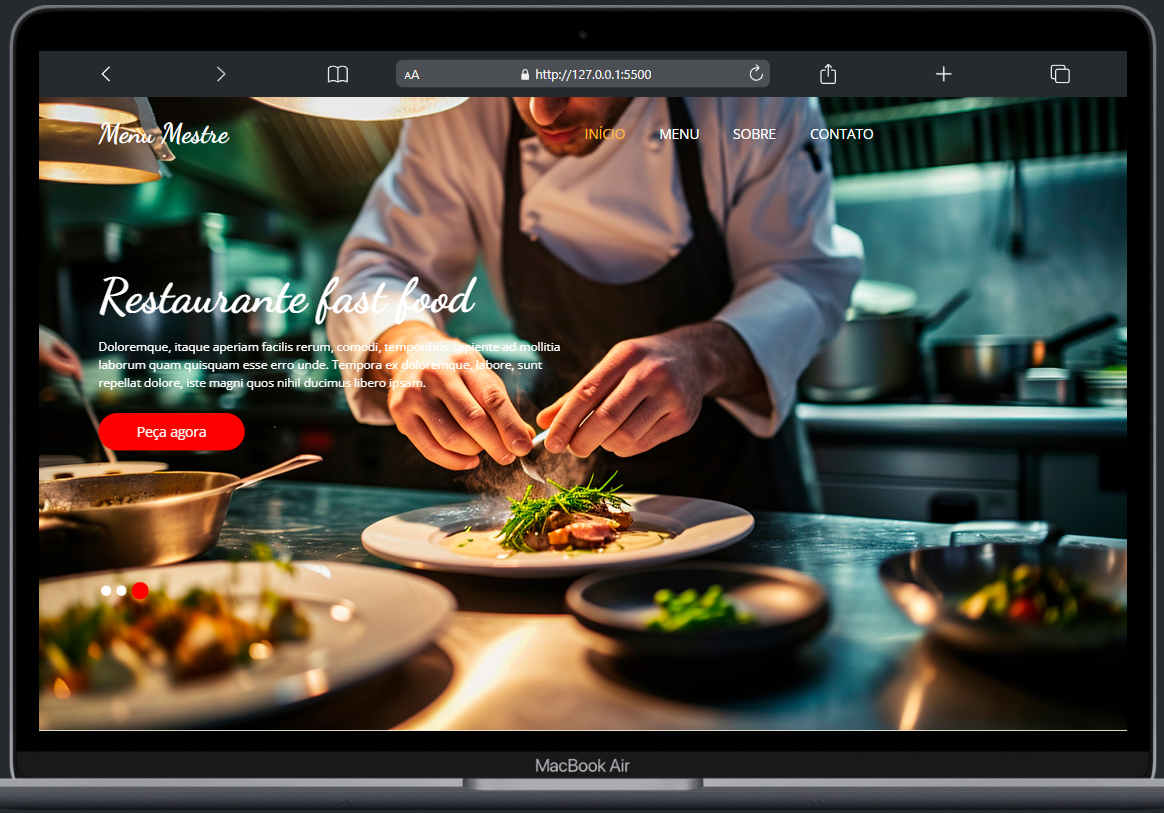 AA http://127.0.0.1:5500
Menu Mestre INÍCIO MENU SOBRE CONTATO
Restaurante fast food
Doloremque, itaque aperiam facilis rerum, comodi, temporibus sapiente ad mollitia
laborum quam quisquam esse erro unde. Tempora ex doloremque, labore, sunt
repellat dolore, iste magni quos nihil ducimus libero ipsam.
Peça agora
MacBook Air